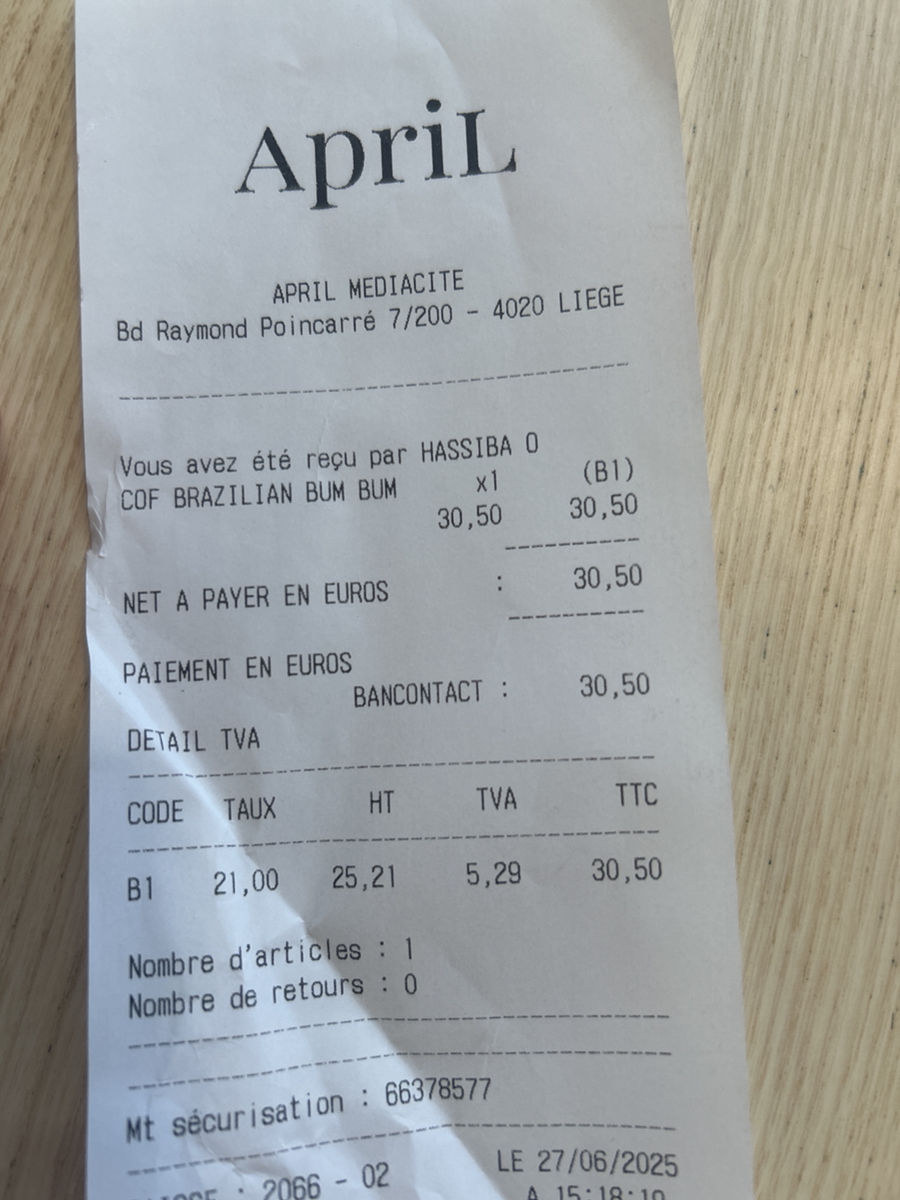 ApriL
APRIL MEDIACITE
Bd Raymond Poincarré 7/200 - 4020 LIEGE
Vous avez été reçu par HASSIBA O
COF BRAZILIAN BUM BUM x1 (B1)
30,50 30,50
NET A PAYER EN EUROS : 30,50
PAIEMENT EN EUROS
BANCONTACT : 30,50
DETAIL TVA
CODE TAUX HT TVA TTC
B1 21,00 25,21 5,29 30,50
Nombre d'articles : 1
Nombre de retours : 0
Mt sécurisation : 66378577
LE 27/06/2025
: 2066 - 02
A 15:18:10